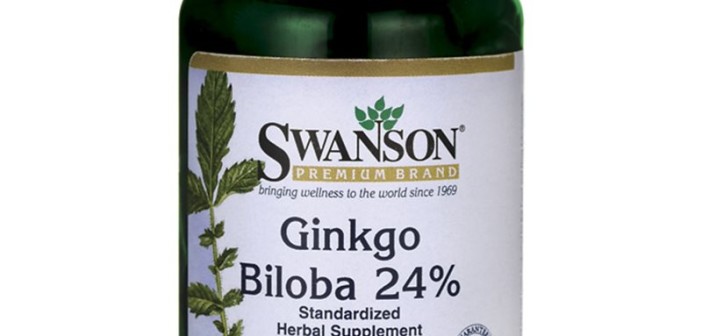 SWANSON®
PREMIUM BRAND
bringing wellness to the world since 1969
Ginkgo
Biloba 24%
Standardized
Herbal Supplement